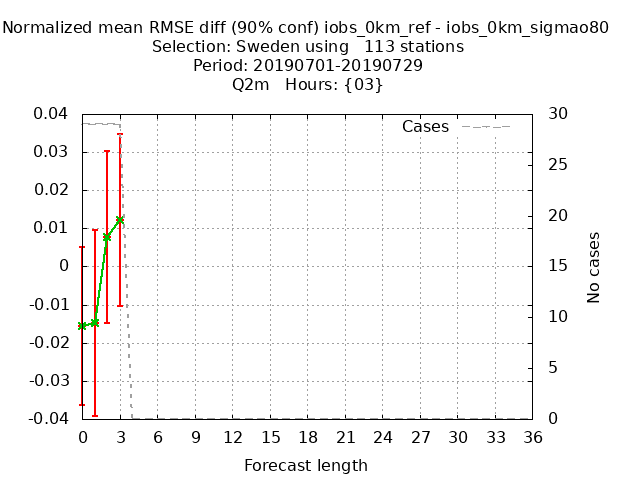 Normalized mean RMSE diff (90% conf) iobs_0km_ref - iobs_0km_sigmao80
Selection: Sweden using 113 stations
Period: 20190701-20190729
Q2m Hours: {03}
Cases
0.04
0.03
0.02
0.01
0
-0.01
-0.02
-0.03
-0.04
30
25
20
15
10
5
0
No cases
0 3 6 9 12 15 18 21 24 27 30 33 36
Forecast length